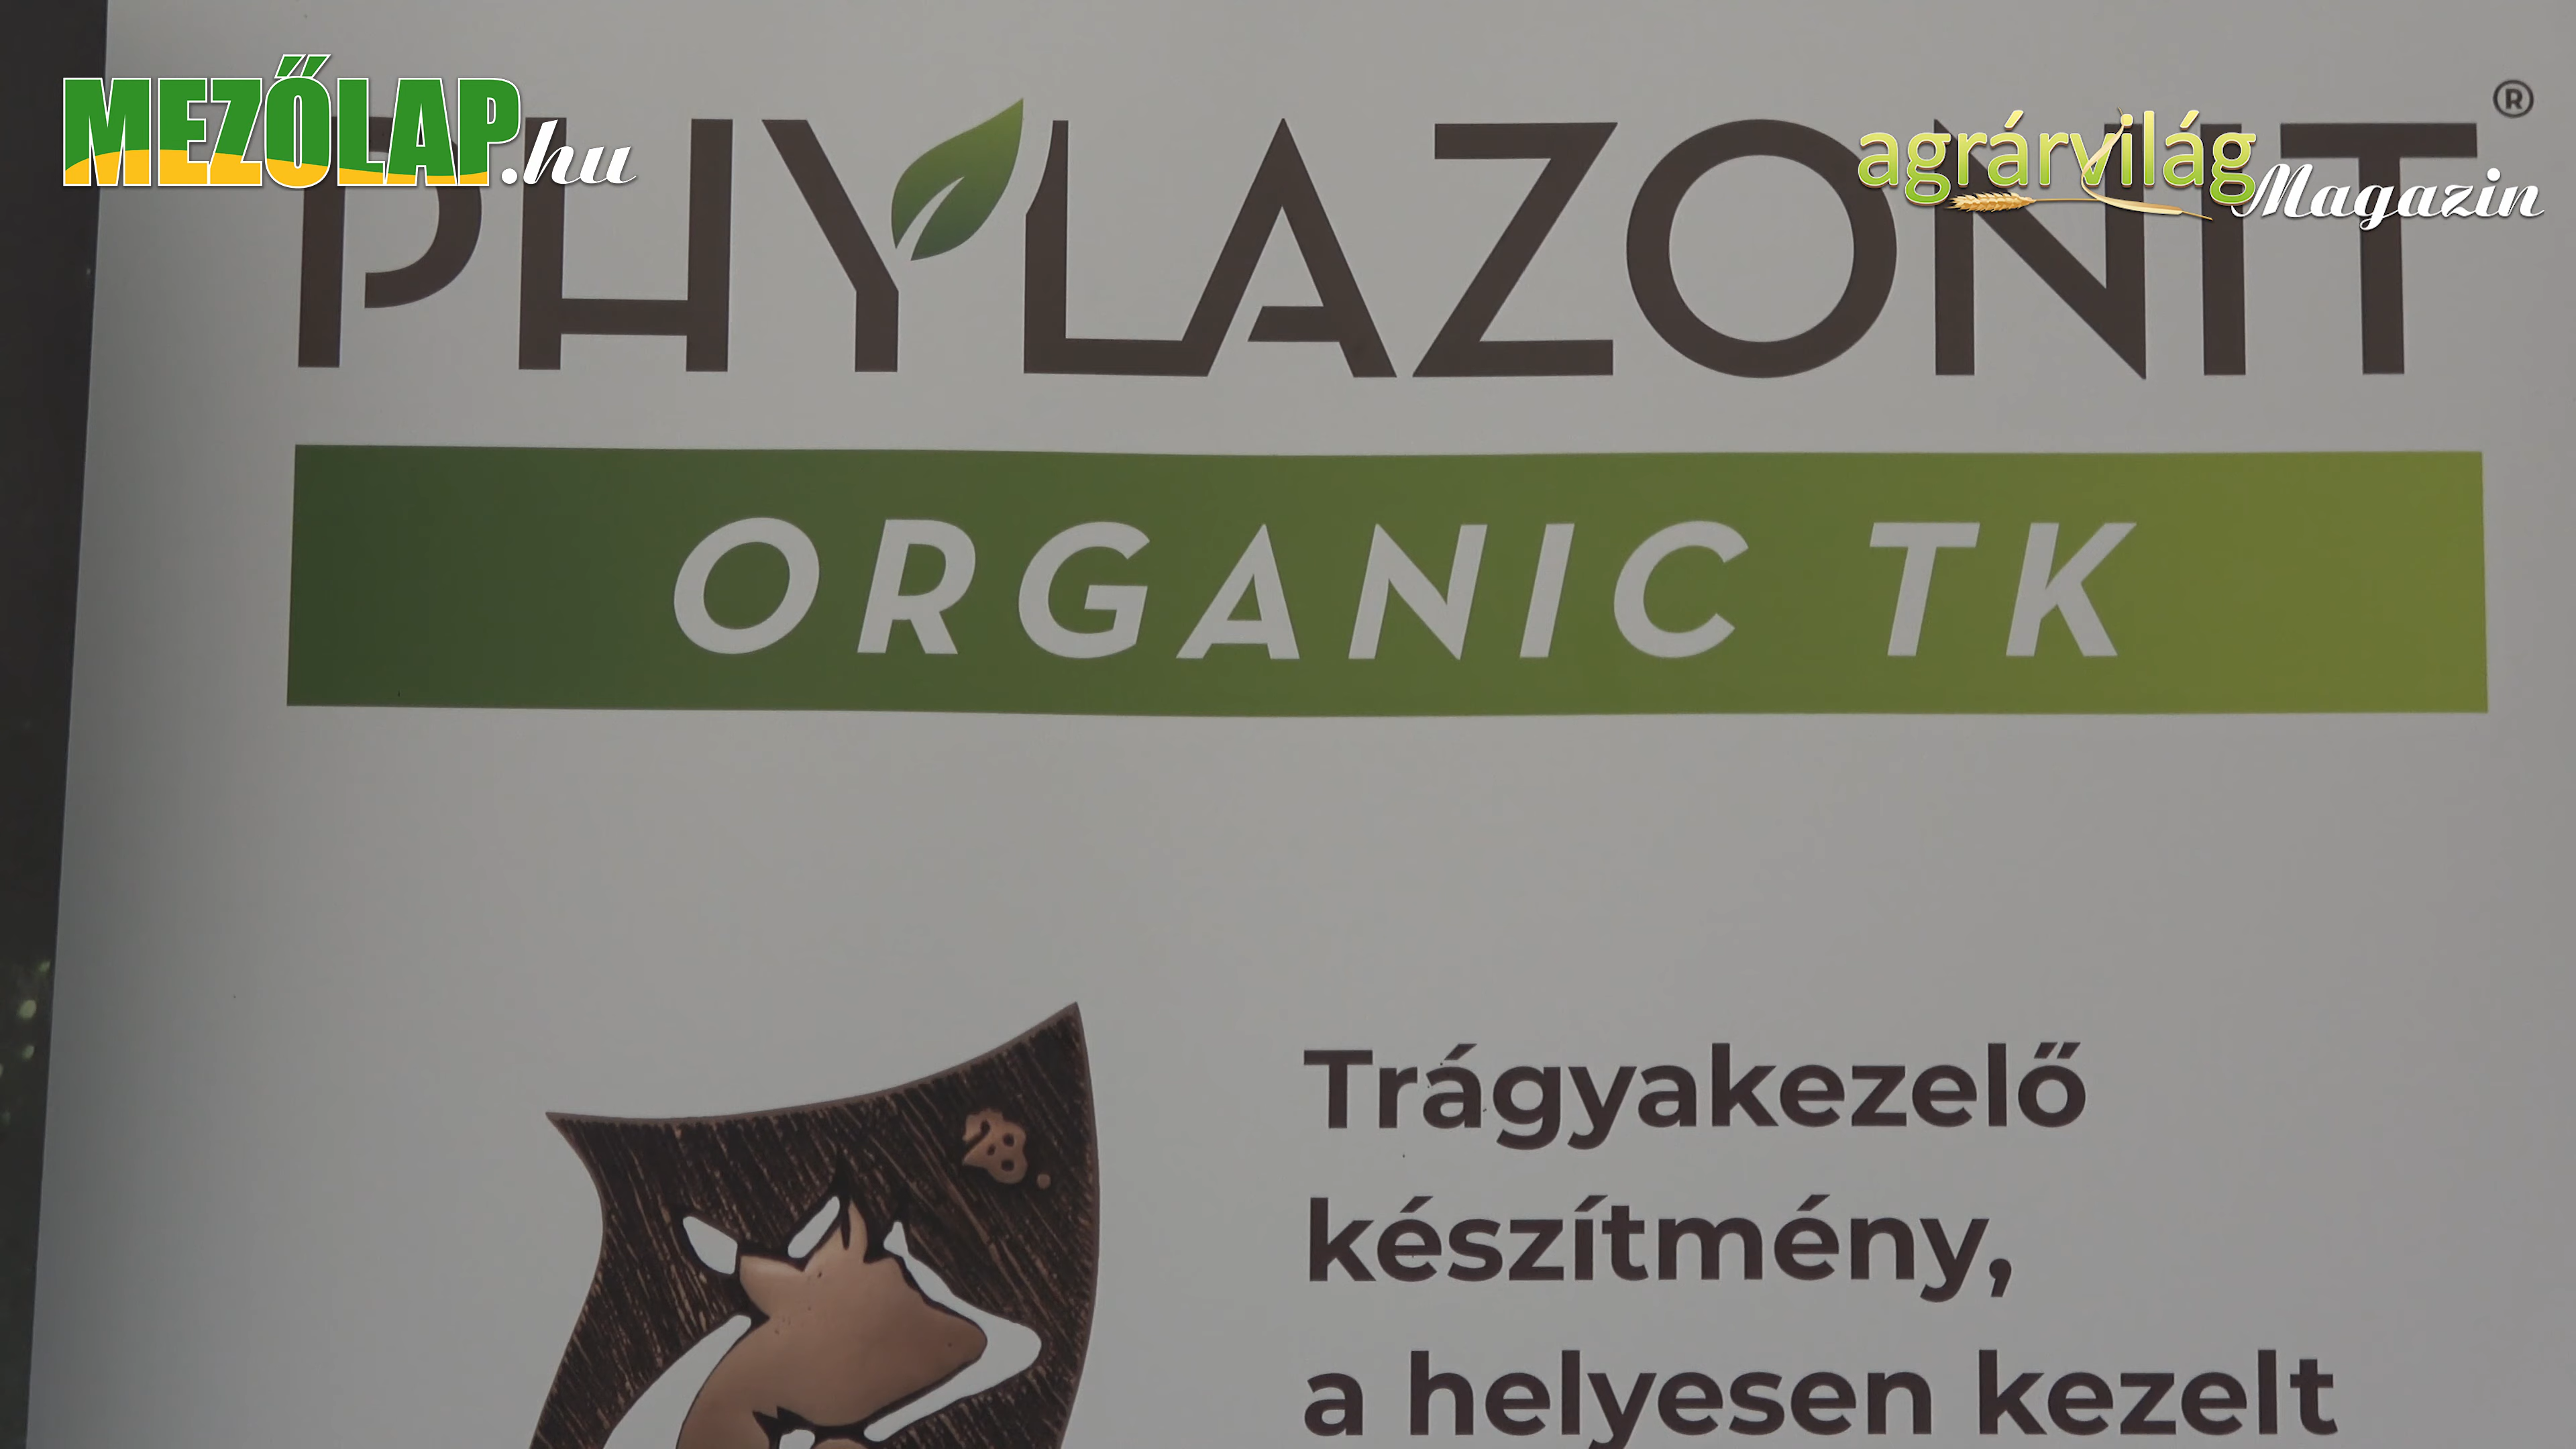 MEZŐLAP.hu
agrárvilág Magazin
PHYLAZONIT®
ORGANIC TK
Trágyakezelő
készítmény,
a helyesen kezelt